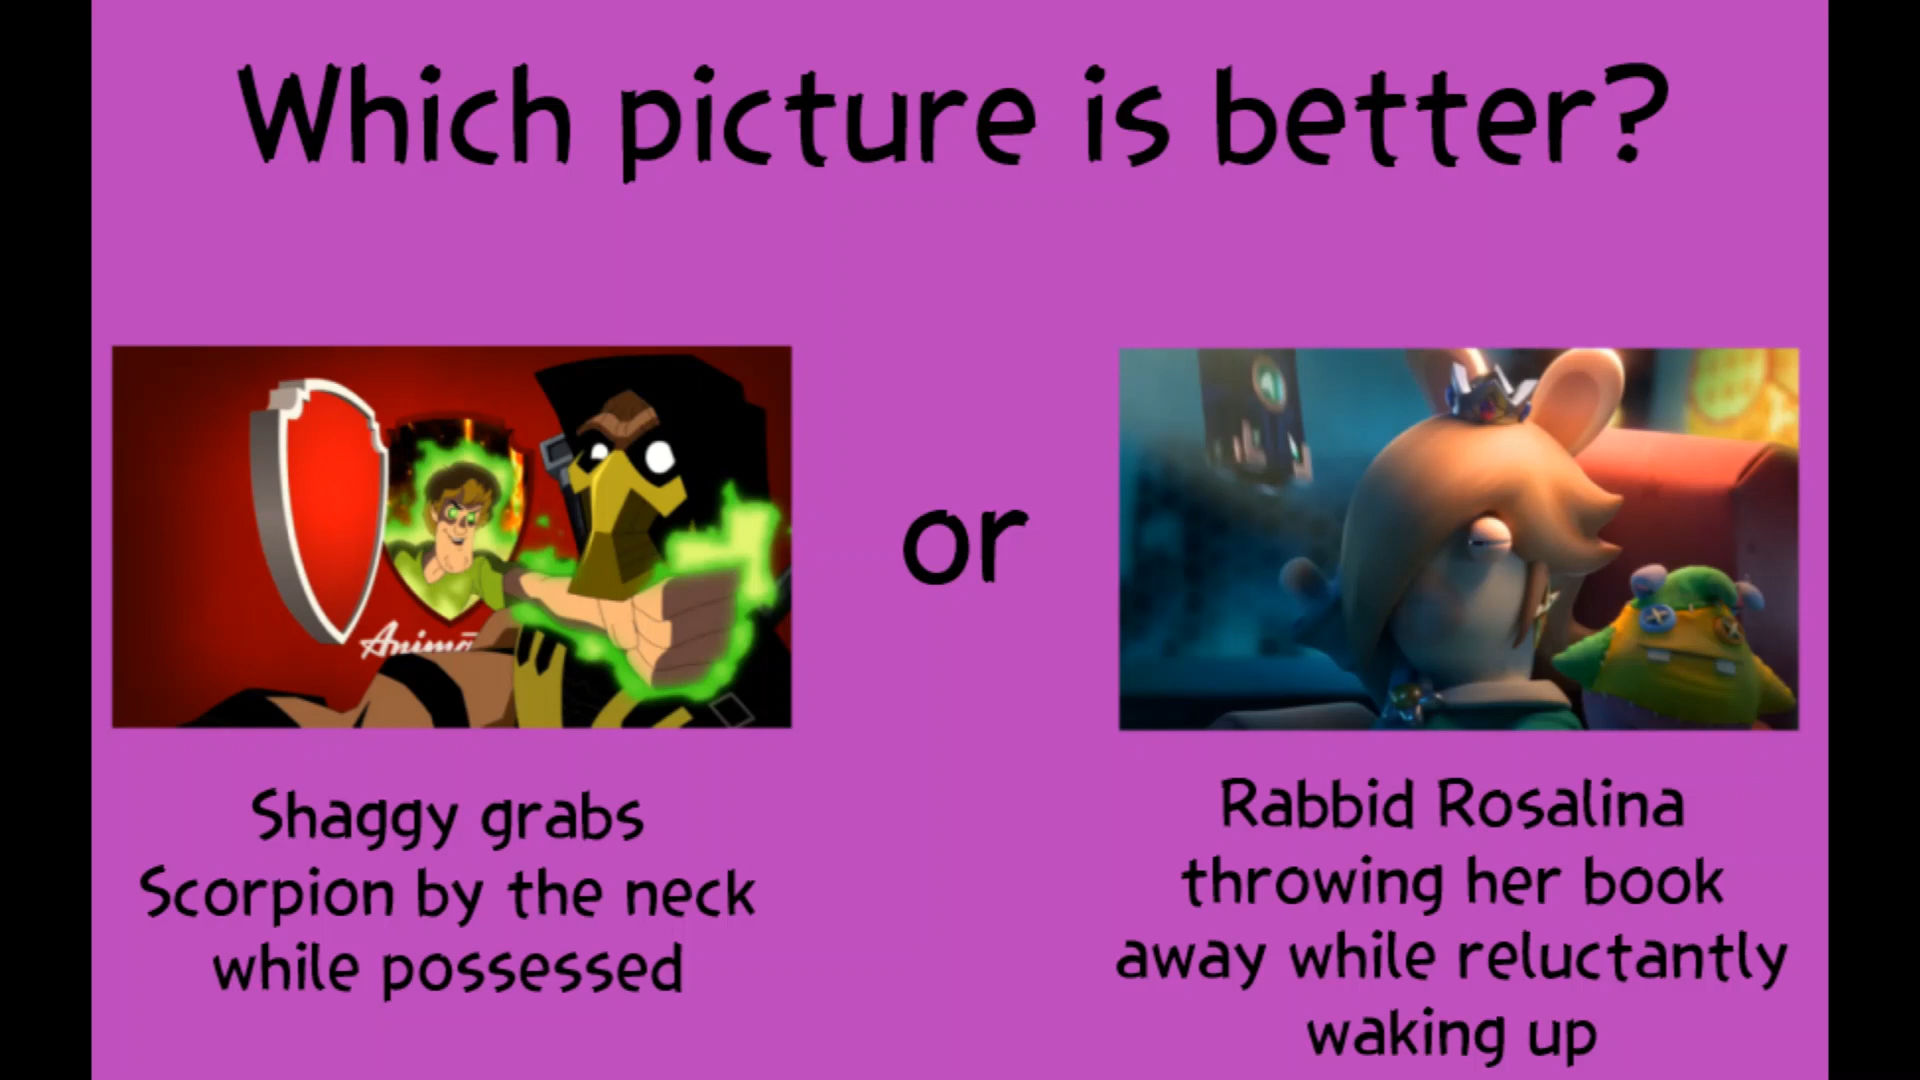 Which picture is better?
Anima
or
Shaggy grabs
Scorpion by the neck
while possessed
Rabbid Rosalina
throwing her book
away while reluctantly
waking up